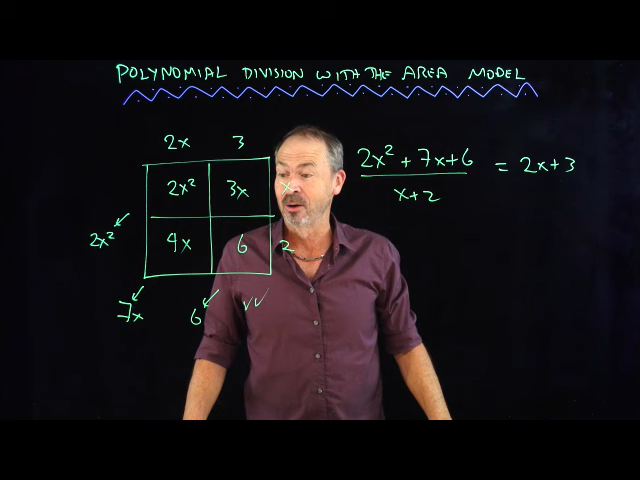 POLYNOMIAL DIVISION WITH THE AREA MODEL
2x 3
2x² 3x x
2x²
4x 6 2
7x 6 ✓✓
2x² + 7x + 6 = 2x + 3
x + 2